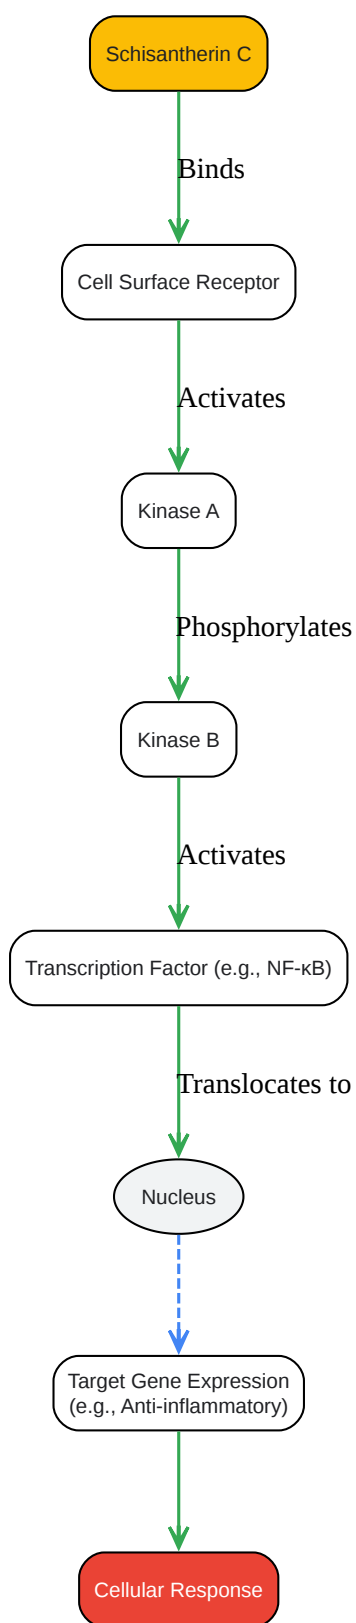 Schisantherin C
Binds
Cell Surface Receptor
Activates
Kinase A
Phosphorylates
Kinase B
Activates
Transcription Factor (e.g., NF-κB)
Translocates to
Nucleus
Target Gene Expression
(e.g., Anti-inflammatory)
Cellular Response